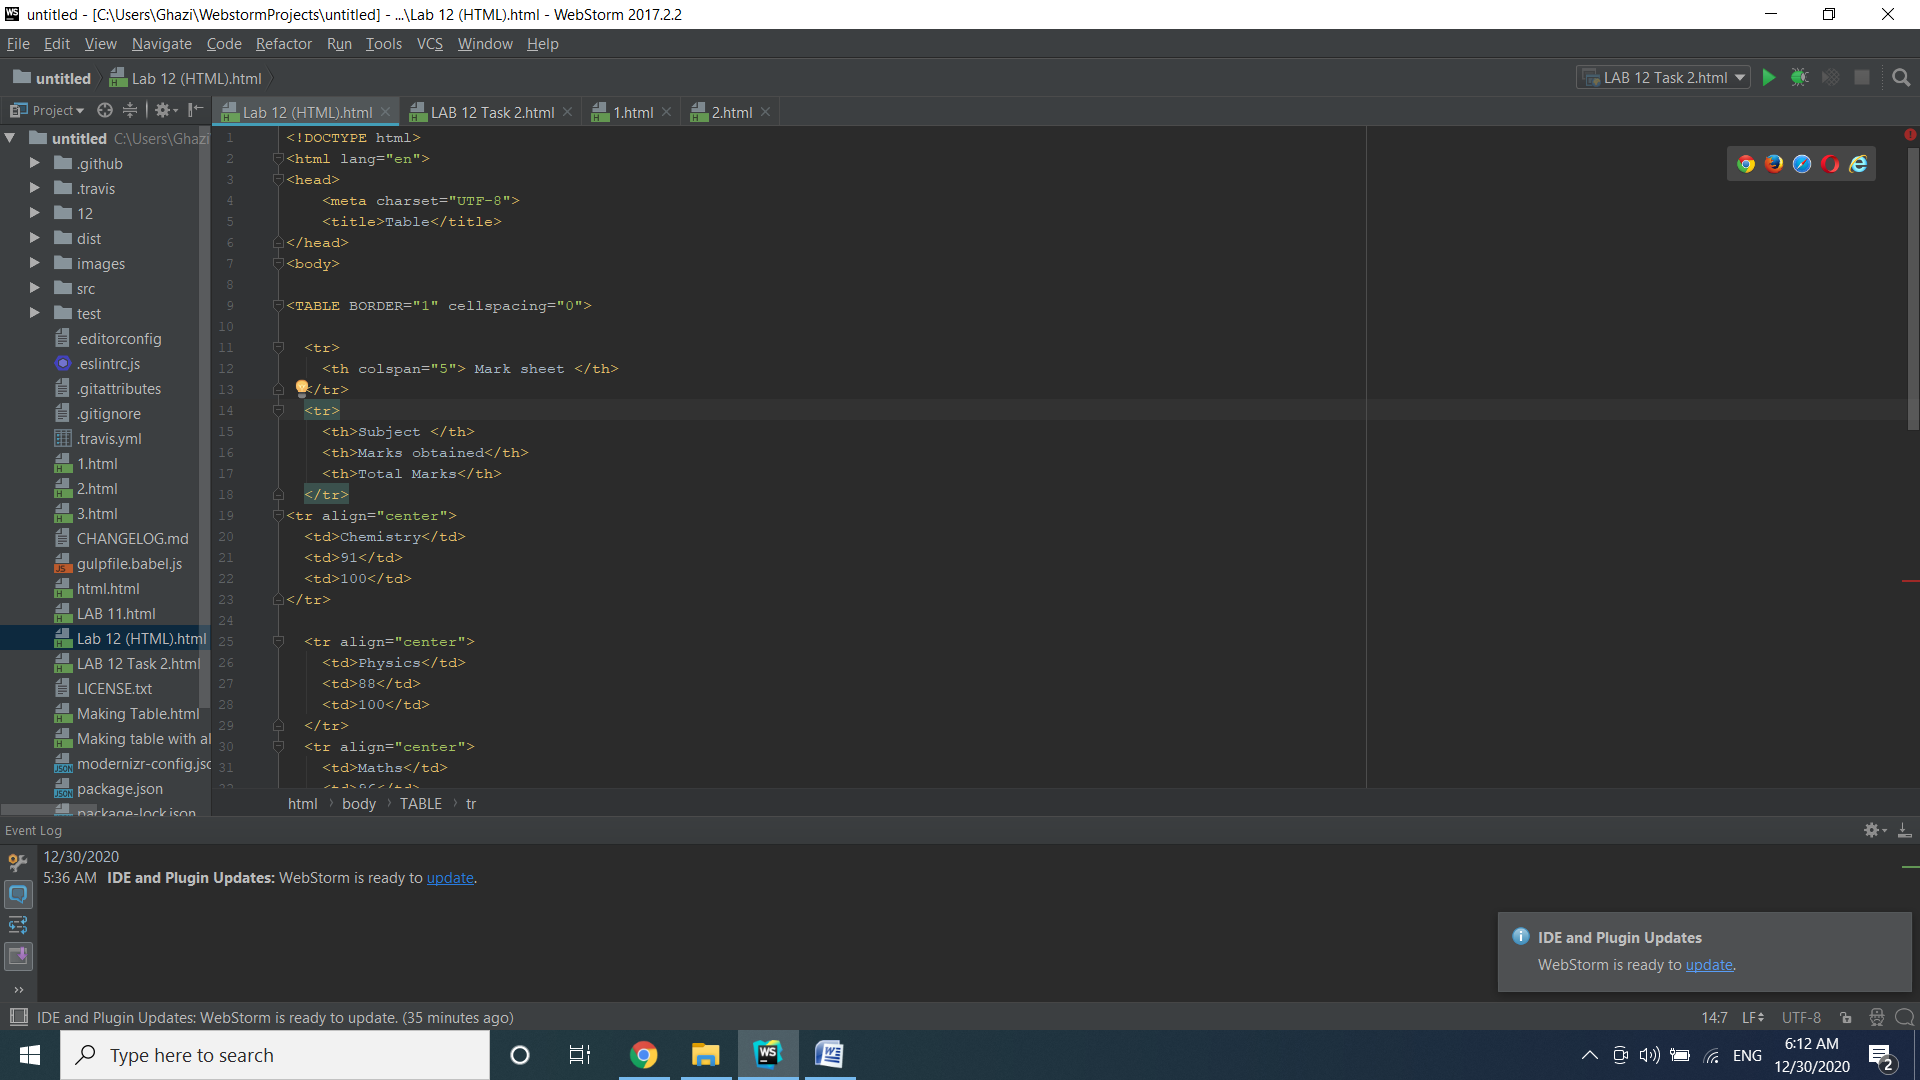 untitled - [C:\Users\Ghazi\WebstormProjects\untitled] - ...\Lab 12 (HTML).html - WebStorm 2017.2.2
File Edit View Navigate Code Refactor Run Tools VCS Window Help
untitled Lab 12 (HTML).html LAB 12 Task 2.html
Project Lab 12 (HTML).html LAB 12 Task 2.html 1.html 2.html
untitled C:\Users\Ghazi
.github
.travis
12
dist
images
src
test
.editorconfig
.eslintrc.js
.gitattributes
.gitignore
.travis.yml
1.html
2.html
3.html
CHANGELOG.md
gulpfile.babel.js
html.html
LAB 11.html
Lab 12 (HTML).html
LAB 12 Task 2.html
LICENSE.txt
Making Table.html
Making table with al
modernizr-config.jso
package.json
package-lock.json
1 <!DOCTYPE html>
2 <html lang="en">
3 <head>
4 <meta charset="UTF-8">
5 <title>Table</title>
6 </head>
7 <body>
8
9 <TABLE BORDER="1" cellspacing="0">
10
11 <tr>
12 <th colspan="5"> Mark sheet </th>
13 </tr>
14 <tr>
15 <th>Subject </th>
16 <th>Marks obtained</th>
17 <th>Total Marks</th>
18 </tr>
19 <tr align="center">
20 <td>Chemistry</td>
21 <td>91</td>
22 <td>100</td>
23 </tr>
24
25 <tr align="center">
26 <td>Physics</td>
27 <td>88</td>
28 <td>100</td>
29 </tr>
30 <tr align="center">
31 <td>Maths</td>
html body TABLE tr
Event Log
12/30/2020
5:36 AM IDE and Plugin Updates: WebStorm is ready to update.
IDE and Plugin Updates
WebStorm is ready to update.
IDE and Plugin Updates: WebStorm is ready to update. (35 minutes ago) 14:7 LF UTF-8
Type here to search
ENG
6:12 AM
12/30/2020
2